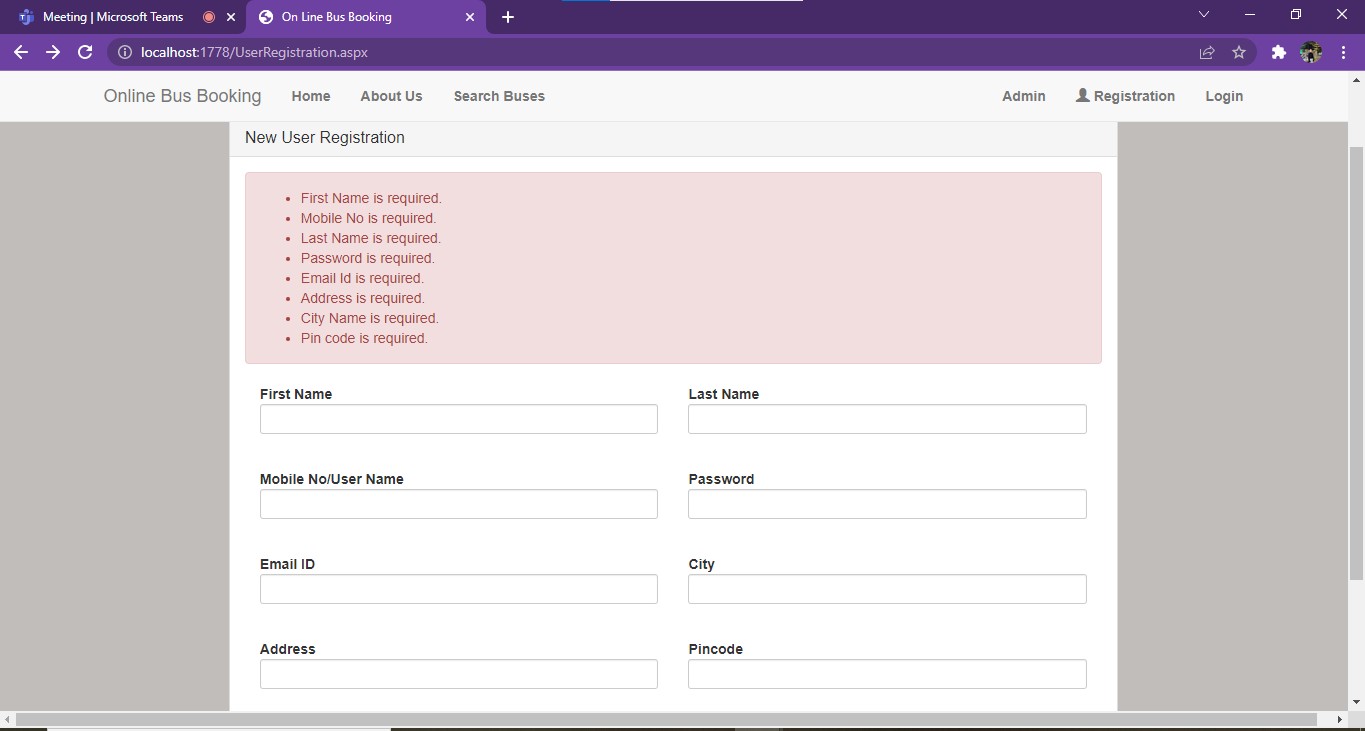 Meeting | Microsoft Teams
On Line Bus Booking
localhost:1778/UserRegistration.aspx
Online Bus Booking Home About Us Search Buses Admin Registration Login
New User Registration
First Name is required.
Mobile No is required.
Last Name is required.
Password is required.
Email Id is required.
Address is required.
City Name is required.
Pin code is required.
First Name Last Name
Mobile No/User Name Password
Email ID City
Address Pincode